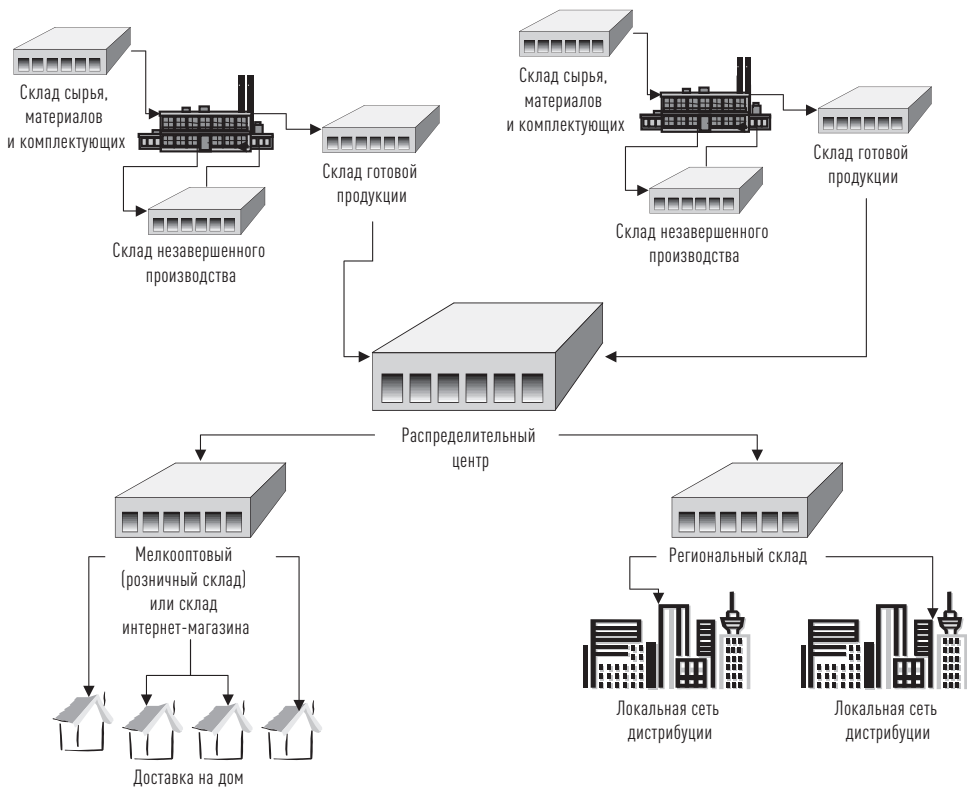 Склад сырья,
материалов
и комплектующих
Склад готовой
продукции
Склад незавершенного
производства
Склад сырья,
материалов
и комплектующих
Склад готовой
продукции
Склад незавершенного
производства
Распределительный
центр
Мелкооптовый
(розничный склад)
или склад
интернет-магазина
Региональный склад
Доставка на дом
Локальная сеть
дистрибуции
Локальная сеть
дистрибуции